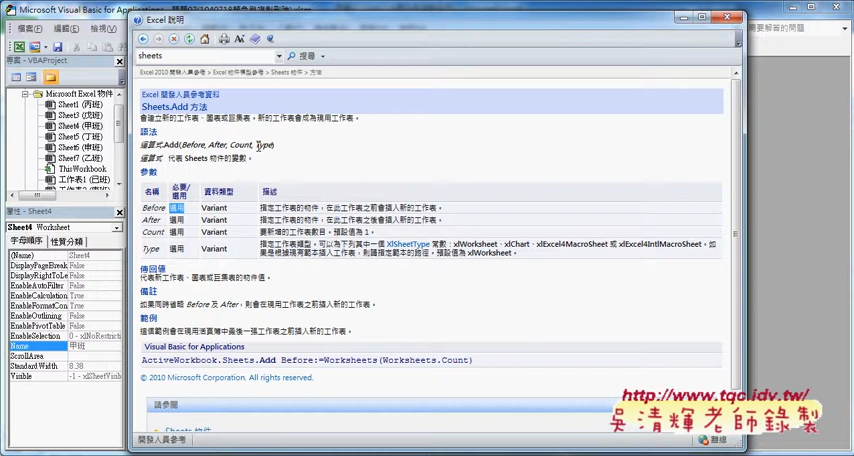 Microsoft Visual Basic for Applications
Excel 說明
需要解答的問題
檔案(F)
編輯(E)
檢視(V)
sheets
搜尋
專案 - VBAProject
Excel 2010 開發人員參考 > Excel 物件模型參考 > Sheets 物件 > 方法
Microsoft Excel 物件
Sheet1 (丙班)
Sheet3 (戊班)
Sheet4 (甲班)
Sheet5 (丁班)
Sheet6 (庚班)
Sheet7 (乙班)
ThisWorkbook
工作表1 (己班)
Excel 開發人員參考資料
Sheets.Add 方法
會建立新的工作表、圖表或巨集表。新的工作表會成為現用工作表。
語法
運算式.Add(Before, After, Count, Type)
運算式 代表 Sheets 物件的變數。
參數
名稱 必要/選用 資料類型 描述
Before 選用 Variant 指定工作表的物件，在此工作表之前會插入新的工作表。
After 選用 Variant 指定工作表的物件，在此工作表之後會插入新的工作表。
Count 選用 Variant 要新增的工作表數目。預設值為 1。
Type 選用 Variant 指定工作表類型。可以為下列其中一個 XlSheetType 常數：xlWorksheet、xlChart、xlExcel4MacroSheet 或 xlExcel4IntlMacroSheet。如
果是根據現有範本插入工作表，則請指定範本的路徑。預設值為 xlWorksheet。
傳回值
代表新工作表、圖表或巨集表的物件值。
備註
如果同時省略 Before 及 After，則會在現用工作表之前插入新的工作表。
範例
這個範例會在現用活頁簿中最後一張工作表之前插入新工作表。
Visual Basic for Applications
ActiveWorkbook.Sheets.Add Before:=Worksheets(Worksheets.Count)
© 2010 Microsoft Corporation. All rights reserved.
請參閱
Sheets 物件
開發人員參考
離線
屬性 - Sheet4
Sheet4 Worksheet
字母順序 性質分類
(Name) Sheet4
DisplayPageBreak
DisplayRightToLe
EnableAutoFilter
EnableCalculation True
EnableFormatCon True
EnableOutlining False
EnablePivotTable False
EnableSelection 0 - xlNoRestricti
Name 甲班
ScrollArea
StandardWidth 8.38
Visible -1 - xlSheetVisibl
http://www.tqc.idv.tw/
吳清輝老師錄製